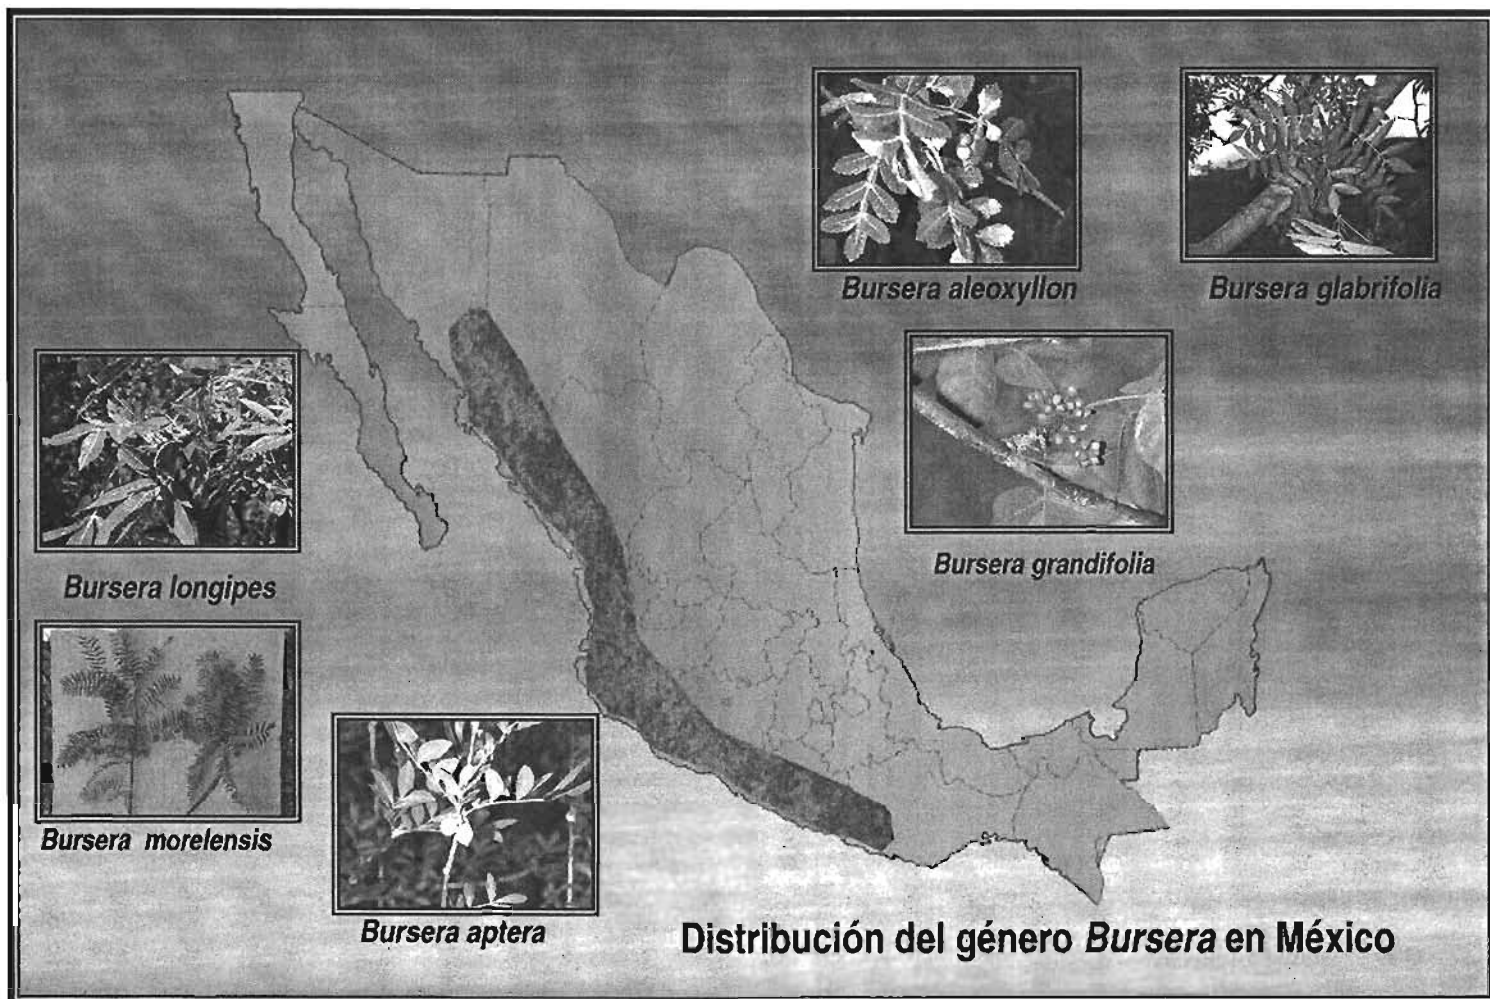 Bursera aleoxyllon
Bursera glabrifolia
Bursera grandifolia
Bursera longipes
Bursera morelensis
Bursera aptera
Distribución del género Bursera en México